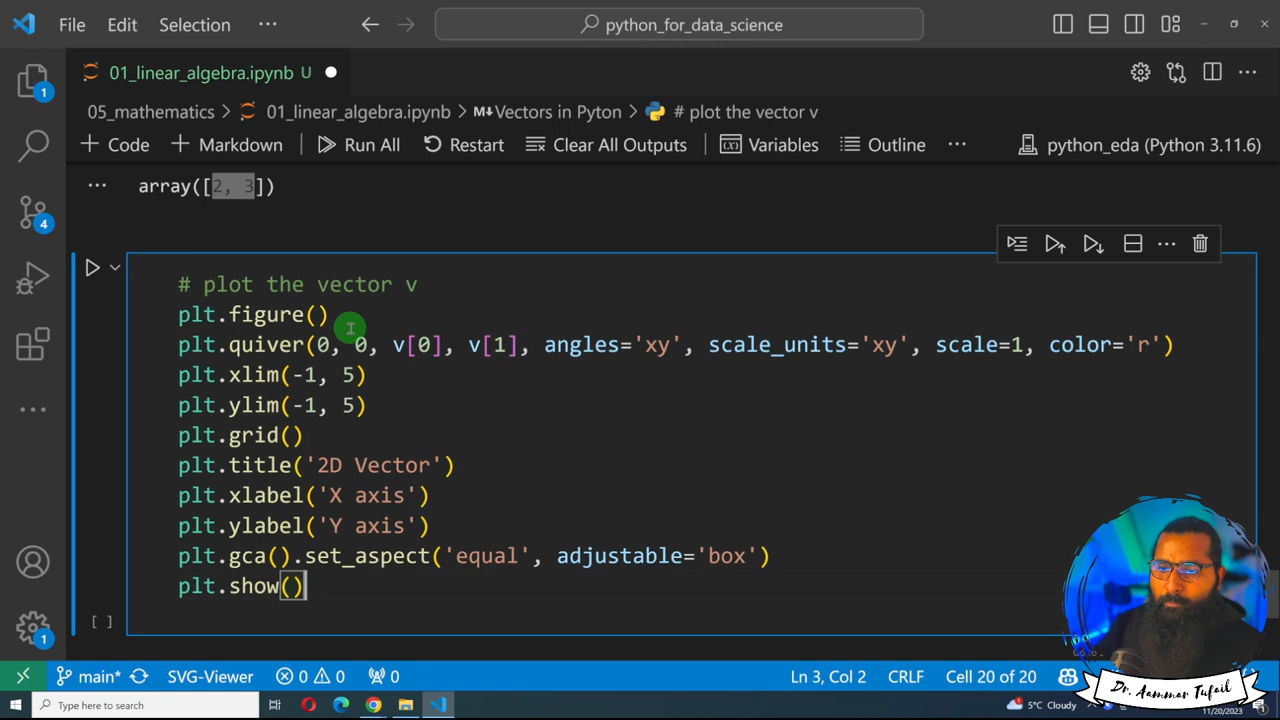 File Edit Selection ··· python_for_data_science
01_linear_algebra.ipynb U
05_mathematics > 01_linear_algebra.ipynb > M↓Vectors in Pyton > # plot the vector v
+ Code + Markdown Run All Restart Clear All Outputs Variables Outline ··· python_eda (Python 3.11.6)
··· array([2, 3])
# plot the vector v
plt.figure()
plt.quiver(0, 0, v[0], v[1], angles='xy', scale_units='xy', scale=1, color='r')
plt.xlim(-1, 5)
plt.ylim(-1, 5)
plt.grid()
plt.title('2D Vector')
plt.xlabel('X axis')
plt.ylabel('Y axis')
plt.gca().set_aspect('equal', adjustable='box')
plt.show()
[ ]
1
4
1
main* SVG-Viewer 0 0 0 Ln 3, Col 2 CRLF Cell 20 of 20
Dr. Aammar Tufail
Type here to search 5°C Cloudy 11/20/2023